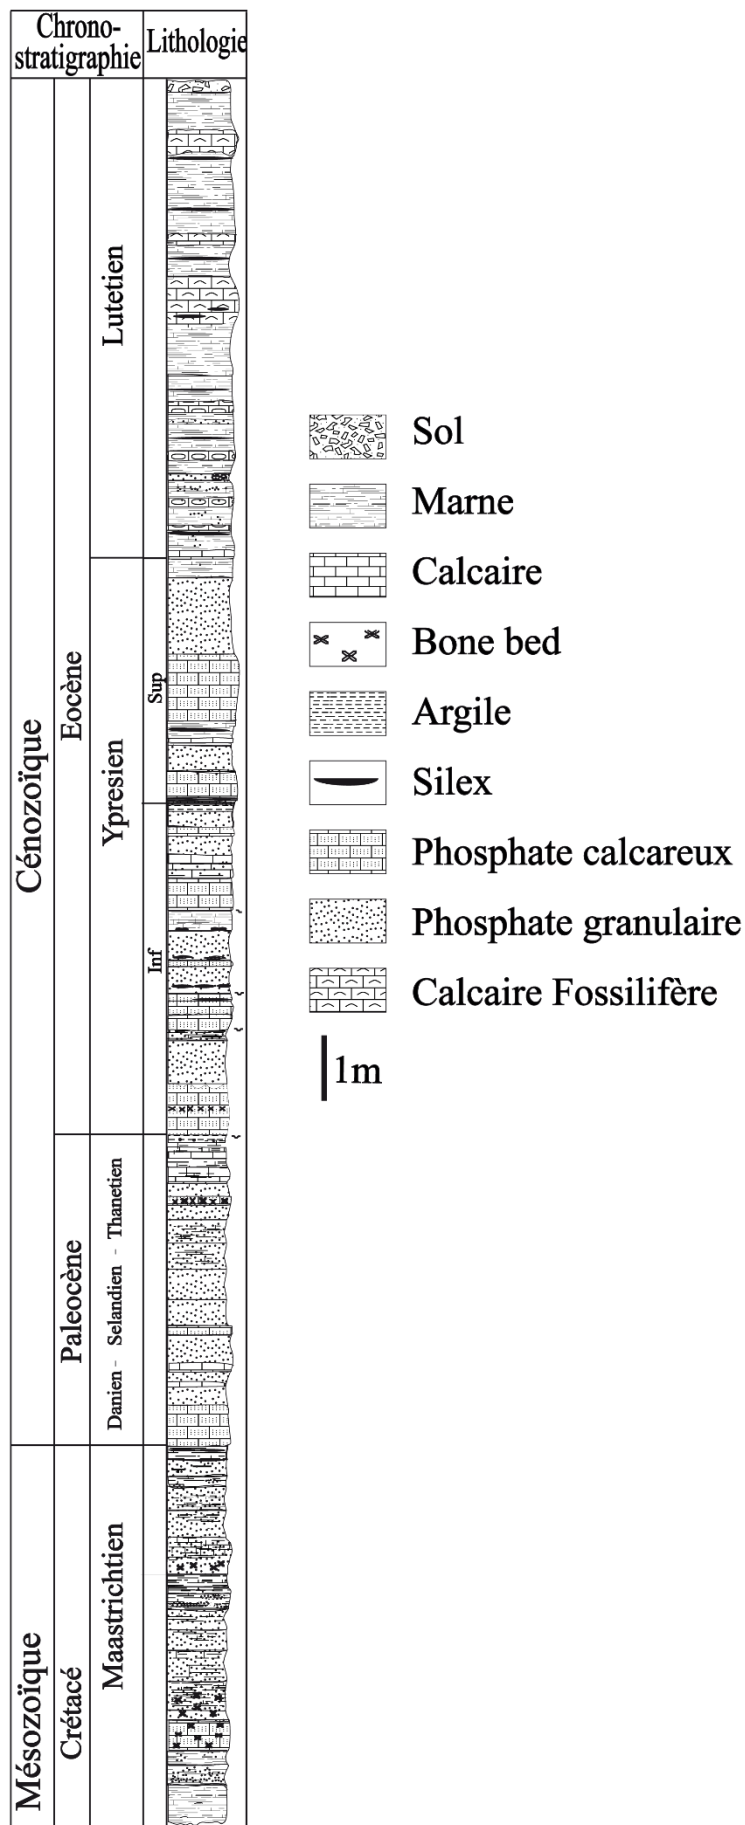 Chrono-
stratigraphie
Lithologie
Cénozoïque
Eocène
Lutetien
Ypresien
Sup
Inf
Paleocène
Danien - Selandien - Thanetien
Mésozoïque
Crétacé
Maastrichtien
Sol
Marne
Calcaire
Bone bed
Argile
Silex
Phosphate calcareux
Phosphate granulaire
Calcaire Fossilifère
1m